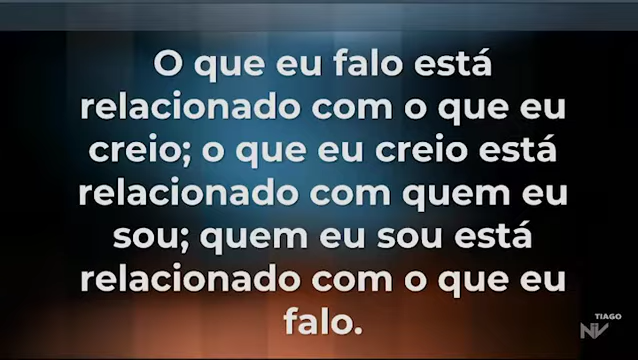 O que eu falo está
relacionado com o que eu
creio; o que eu creio está
relacionado com quem eu
sou; quem eu sou está
relacionado com o que eu
falo.
TIAGO
NIV